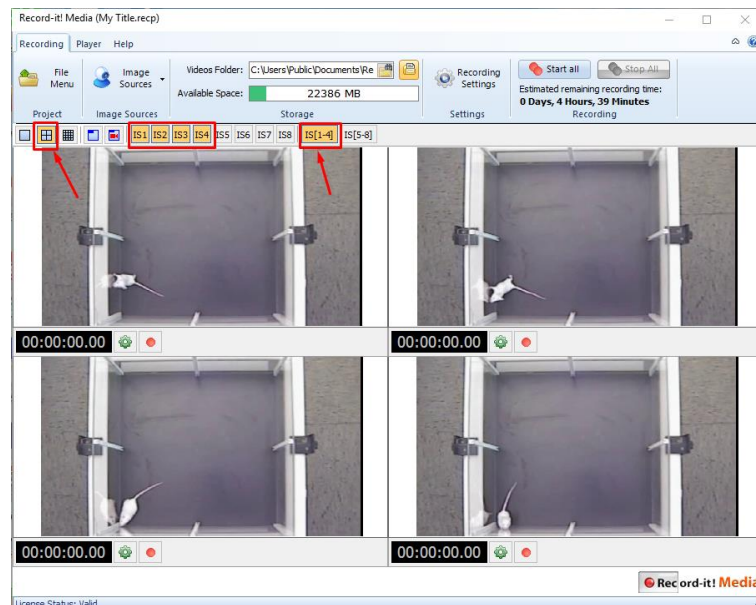 Record-it! Media (My Title.recp)
Recording Player Help
File Menu
Image Sources
Videos Folder: C:\Users\Public\Documents\Re
Available Space: 22386 MB
Recording Settings
Start all Stop All
Estimated remaining recording time:
0 Days, 4 Hours, 39 Minutes
Project Image Sources Storage Settings Recording
IS1 IS2 IS3 IS4 IS5 IS6 IS7 IS8 IS[1-4] IS[5-8]
00:00:00.00 00:00:00.00
00:00:00.00 00:00:00.00
Record-it! Media
License Status: Valid